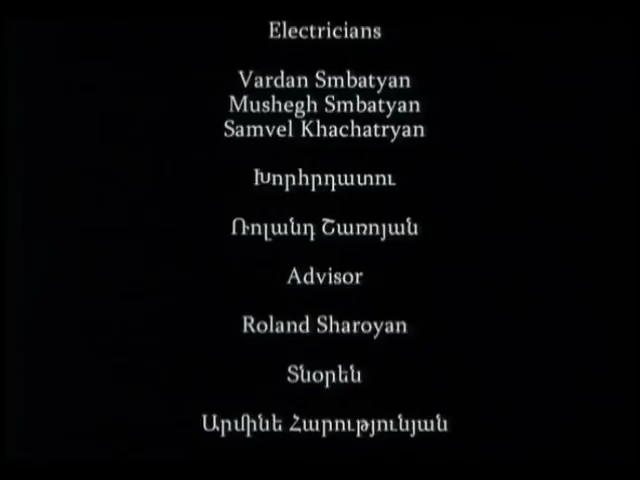 Electricians
Vardan Smbatyan
Mushegh Smbatyan
Samvel Khachatryan
Խորհրդատու
Ռոլանդ Շառոյան
Advisor
Roland Sharoyan
Տնօրեն
Արմինե Հարությունյան